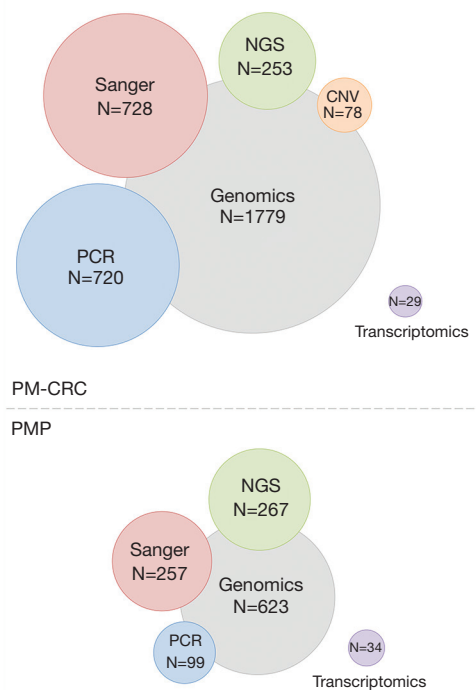 NGS
N=253
Sanger
N=728
CNV
N=78
Genomics
N=1779
PCR
N=720
N=29
Transcriptomics
PM-CRC
PMP
NGS
N=267
Sanger
N=257
Genomics
N=623
PCR
N=99
N=34
Transcriptomics